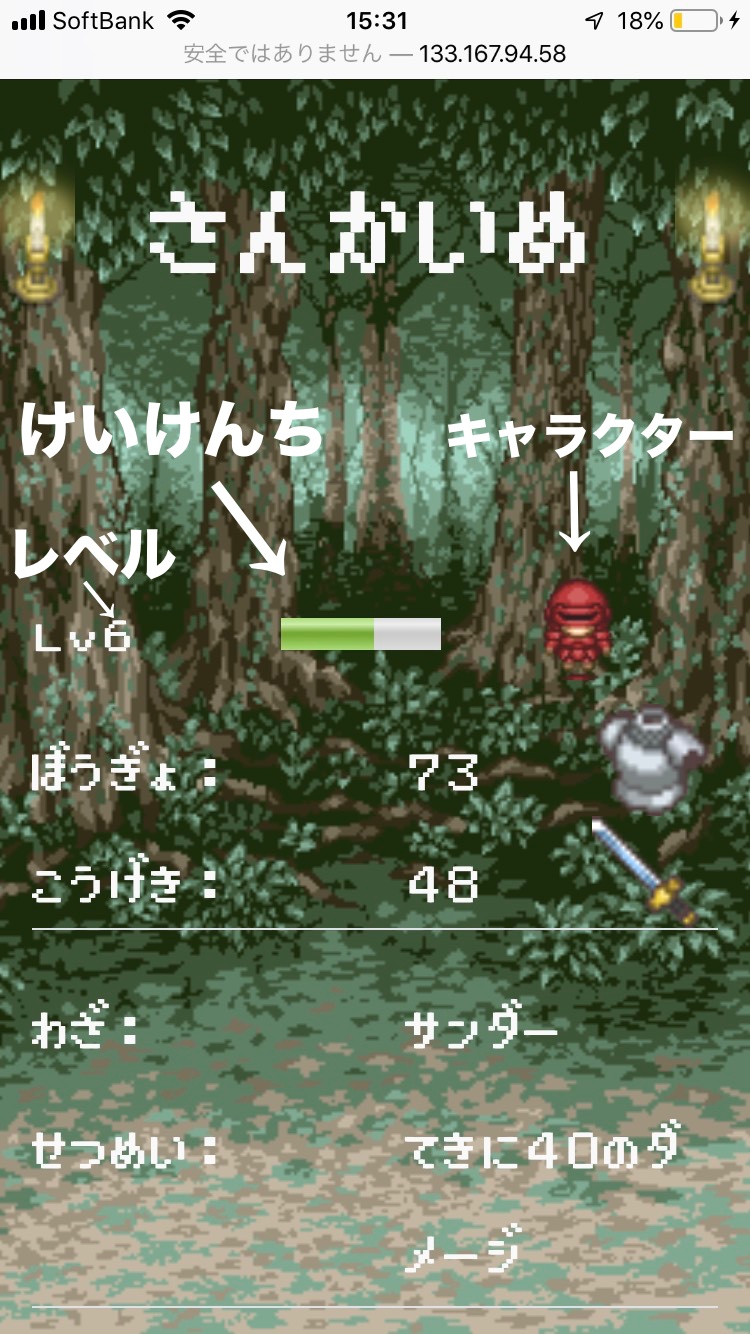 SoftBank 15:31 18%
安全ではありません — 133.167.94.58
さんかいめ
けいけんち
キャラクター
レベル
Lv6
ぼうぎょ： 73
こうげき： 48
わざ： サンダー
せつめい： てきに40のダ
メージ